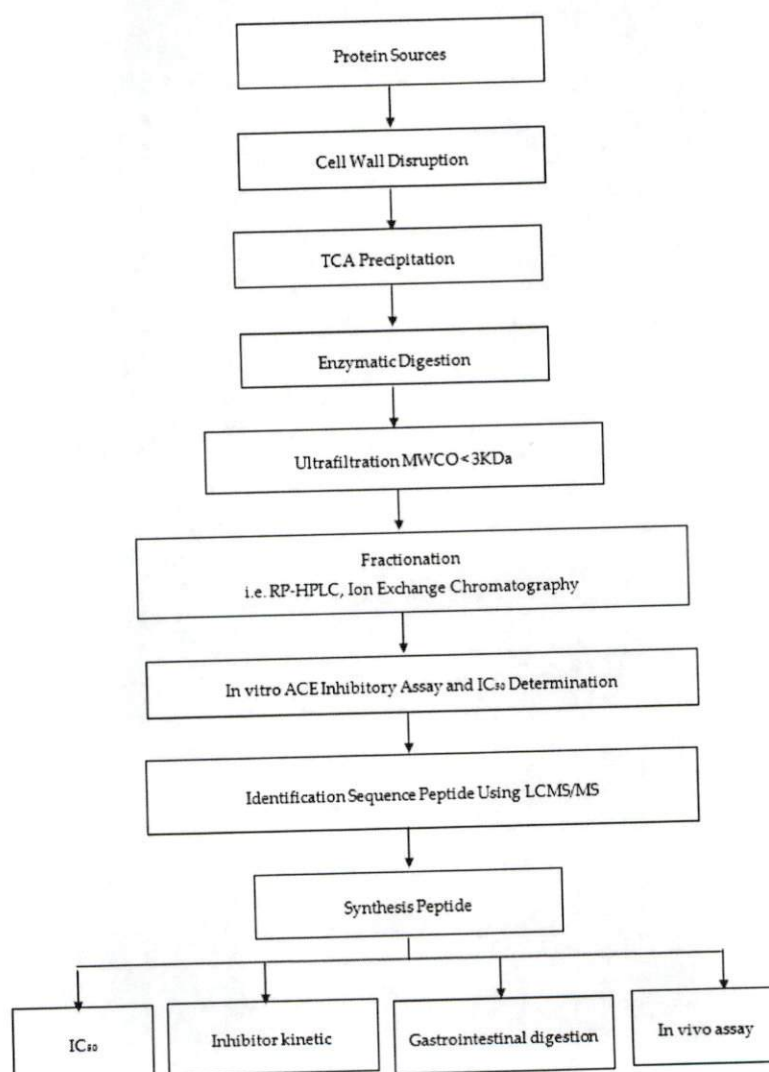 Protein Sources
Cell Wall Disruption
TCA Precipitation
Enzymatic Digestion
Ultrafiltration MWCO < 3KDa
Fractionation
i.e. RP-HPLC, Ion Exchange Chromatography
In vitro ACE Inhibitory Assay and IC₅₀ Determination
Identification Sequence Peptide Using LCMS/MS
Synthesis Peptide
IC₅₀
Inhibitor kinetic
Gastrointestinal digestion
In vivo assay